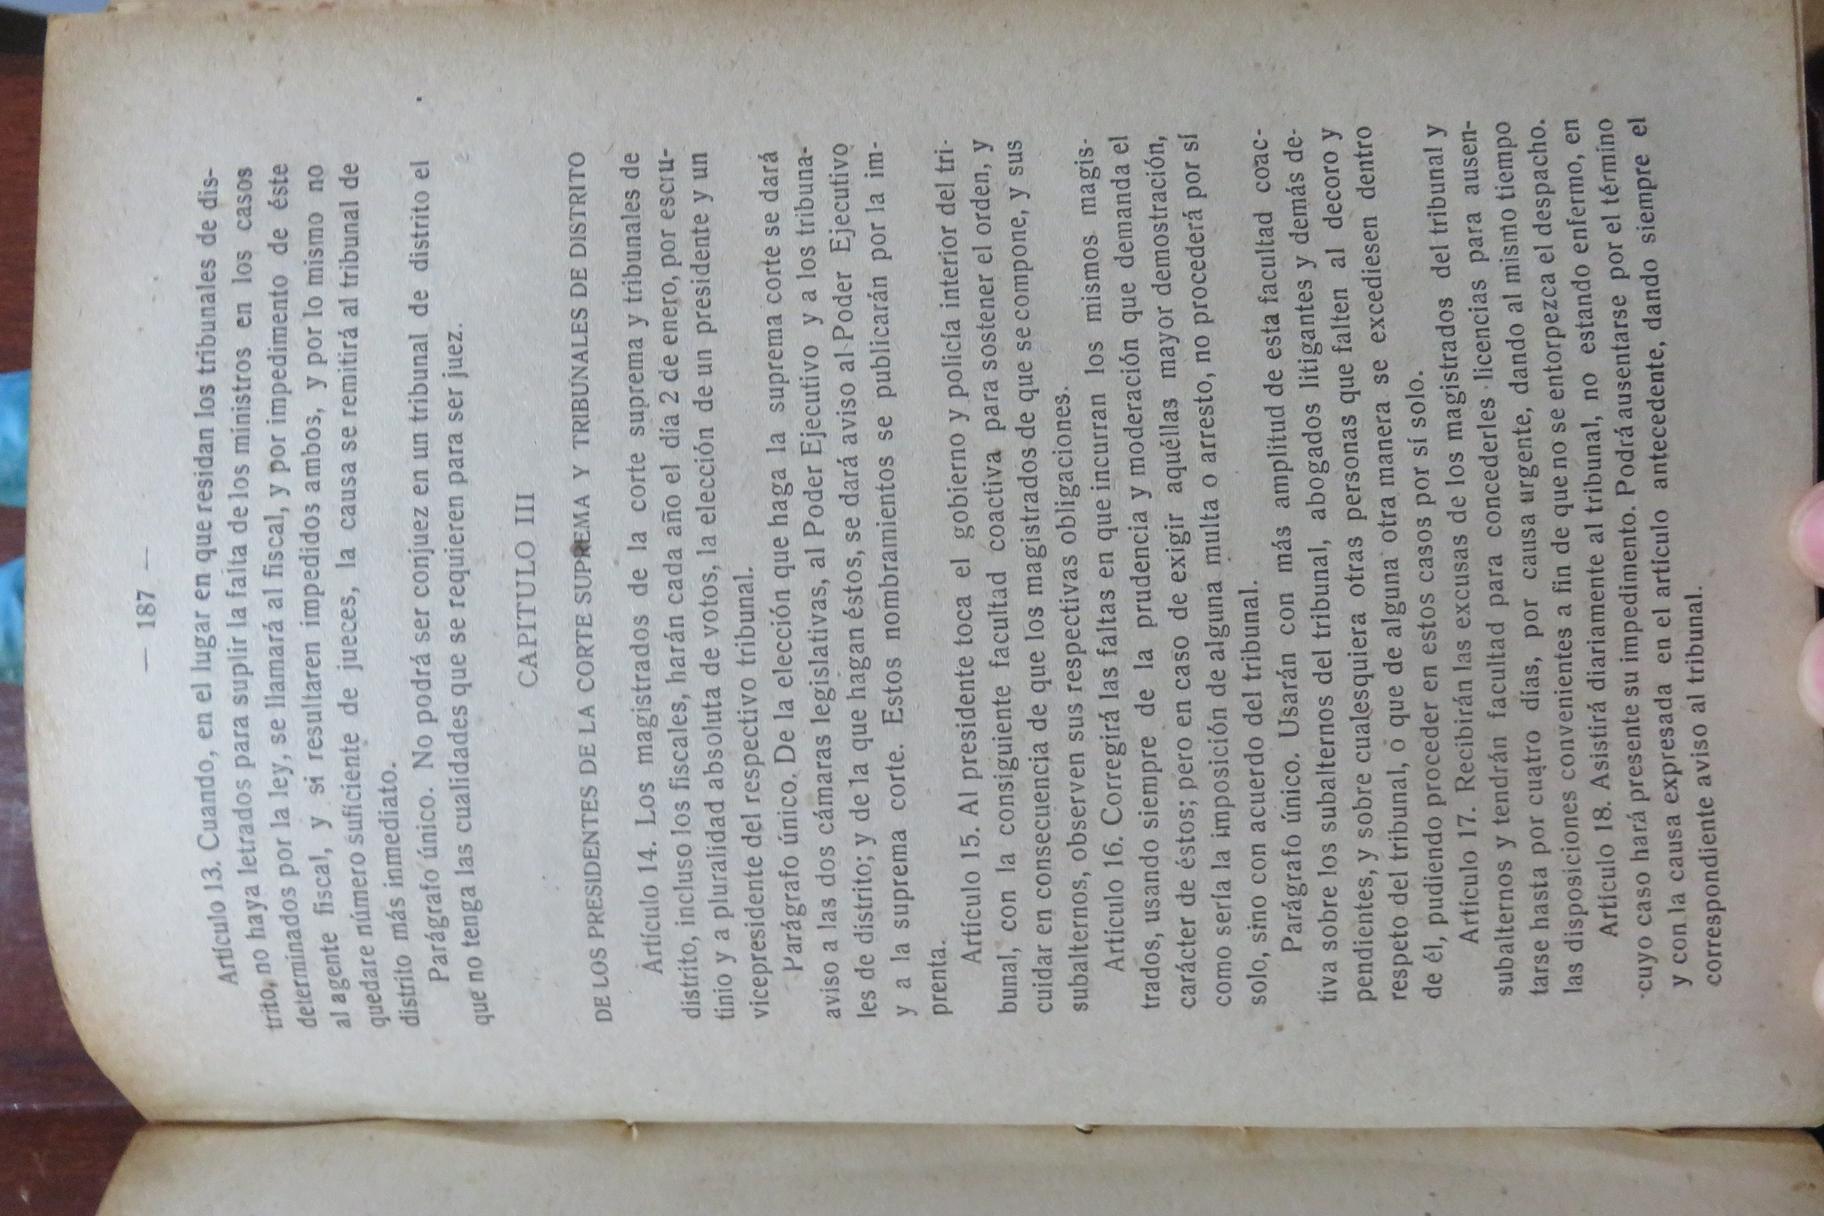 — 187 —
Artículo 13. Cuando, en el lugar en que residan los tribunales de dis-
trito, no haya letrados para suplir la falta de los ministros en los casos
determinados por la ley, se llamará al fiscal, y por impedimento de éste
al agente fiscal, y si resultaren impedidos ambos, y por lo mismo no
quedare número suficiente de jueces, la causa se remitirá al tribunal de
distrito más inmediato.
Parágrafo único. No podrá ser conjuez en un tribunal de distrito el
que no tenga las cualidades que se requieren para ser juez.
CAPITULO III
DE LOS PRESIDENTES DE LA CORTE SUPREMA Y TRIBUNALES DE DISTRITO
Artículo 14. Los magistrados de la corte suprema y tribunales de
distrito, incluso los fiscales, harán cada año el día 2 de enero, por escru-
tinio y a pluralidad absoluta de votos, la elección de un presidente y un
vicepresidente del respectivo tribunal.
Parágrafo único. De la elección que haga la suprema corte se dará
aviso a las dos cámaras legislativas, al Poder Ejecutivo y a los tribuna-
les de distrito; y de la que hagan éstos, se dará aviso al Poder Ejecutivo
y a la suprema corte. Estos nombramientos se publicarán por la im-
prenta.
Artículo 15. Al presidente toca el gobierno y policía interior del tri-
bunal, con la consiguiente facultad coactiva para sostener el orden, y
cuidar en consecuencia de que los magistrados de que se compone, y sus
subalternos, observen sus respectivas obligaciones.
Artículo 16. Corregirá las faltas en que incurran los mismos magis-
trados, usando siempre de la prudencia y moderación que demanda el
carácter de éstos; pero en caso de exigir aquéllas mayor demostración,
como sería la imposición de alguna multa o arresto, no procederá por sí
solo, sino con acuerdo del tribunal.
Parágrafo único. Usarán con más amplitud de esta facultad coac-
tiva sobre los subalternos del tribunal, abogados litigantes y demás de-
pendientes, y sobre cualesquiera otras personas que falten al decoro y
respeto del tribunal, o que de alguna otra manera se excediesen dentro
de él, pudiendo proceder en estos casos por sí solo.
Artículo 17. Recibirán las excusas de los magistrados del tribunal y
subalternos y tendrán facultad para concederles licencias para ausen-
tarse hasta por cuatro días, por causa urgente, dando al mismo tiempo
las disposiciones convenientes a fin de que no se entorpezca el despacho.
Artículo 18. Asistirá diariamente al tribunal, no estando enfermo, en
cuyo caso hará presente su impedimento. Podrá ausentarse por el término
y con la causa expresada en el artículo antecedente, dando siempre el
correspondiente aviso al tribunal.